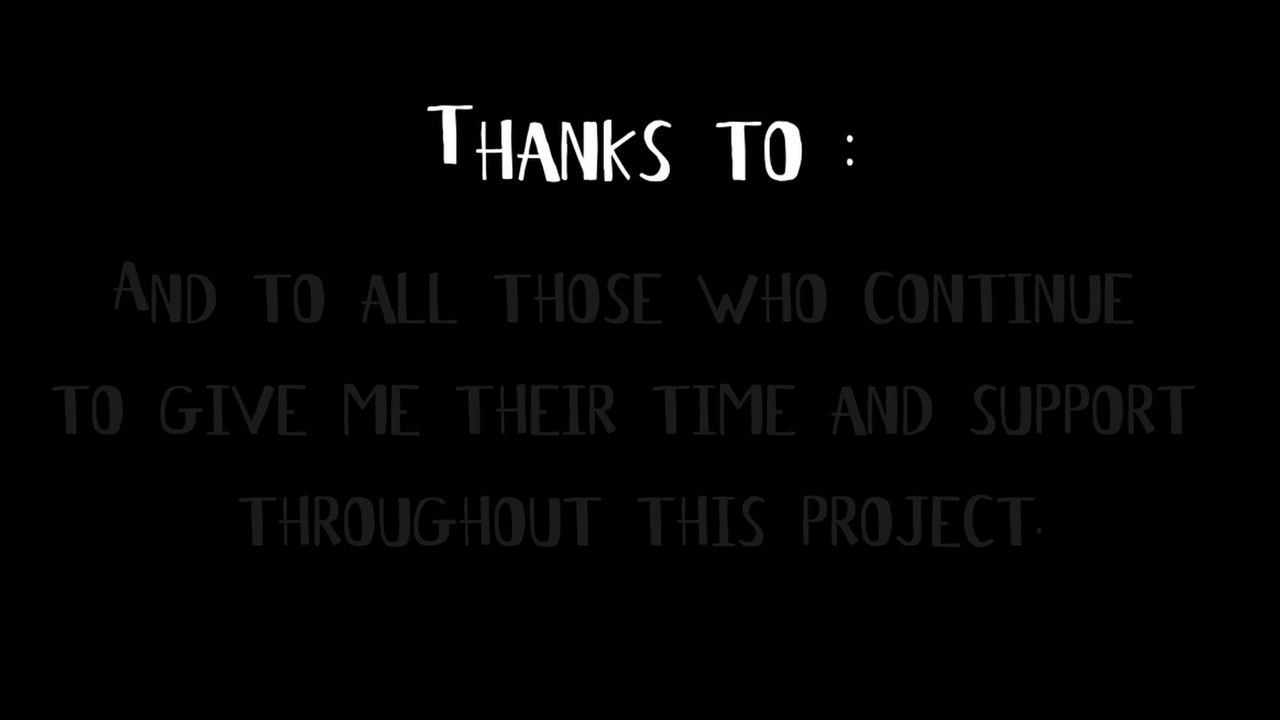 Thanks to :
And to all those who continue
to give me their time and support
throughout this project.